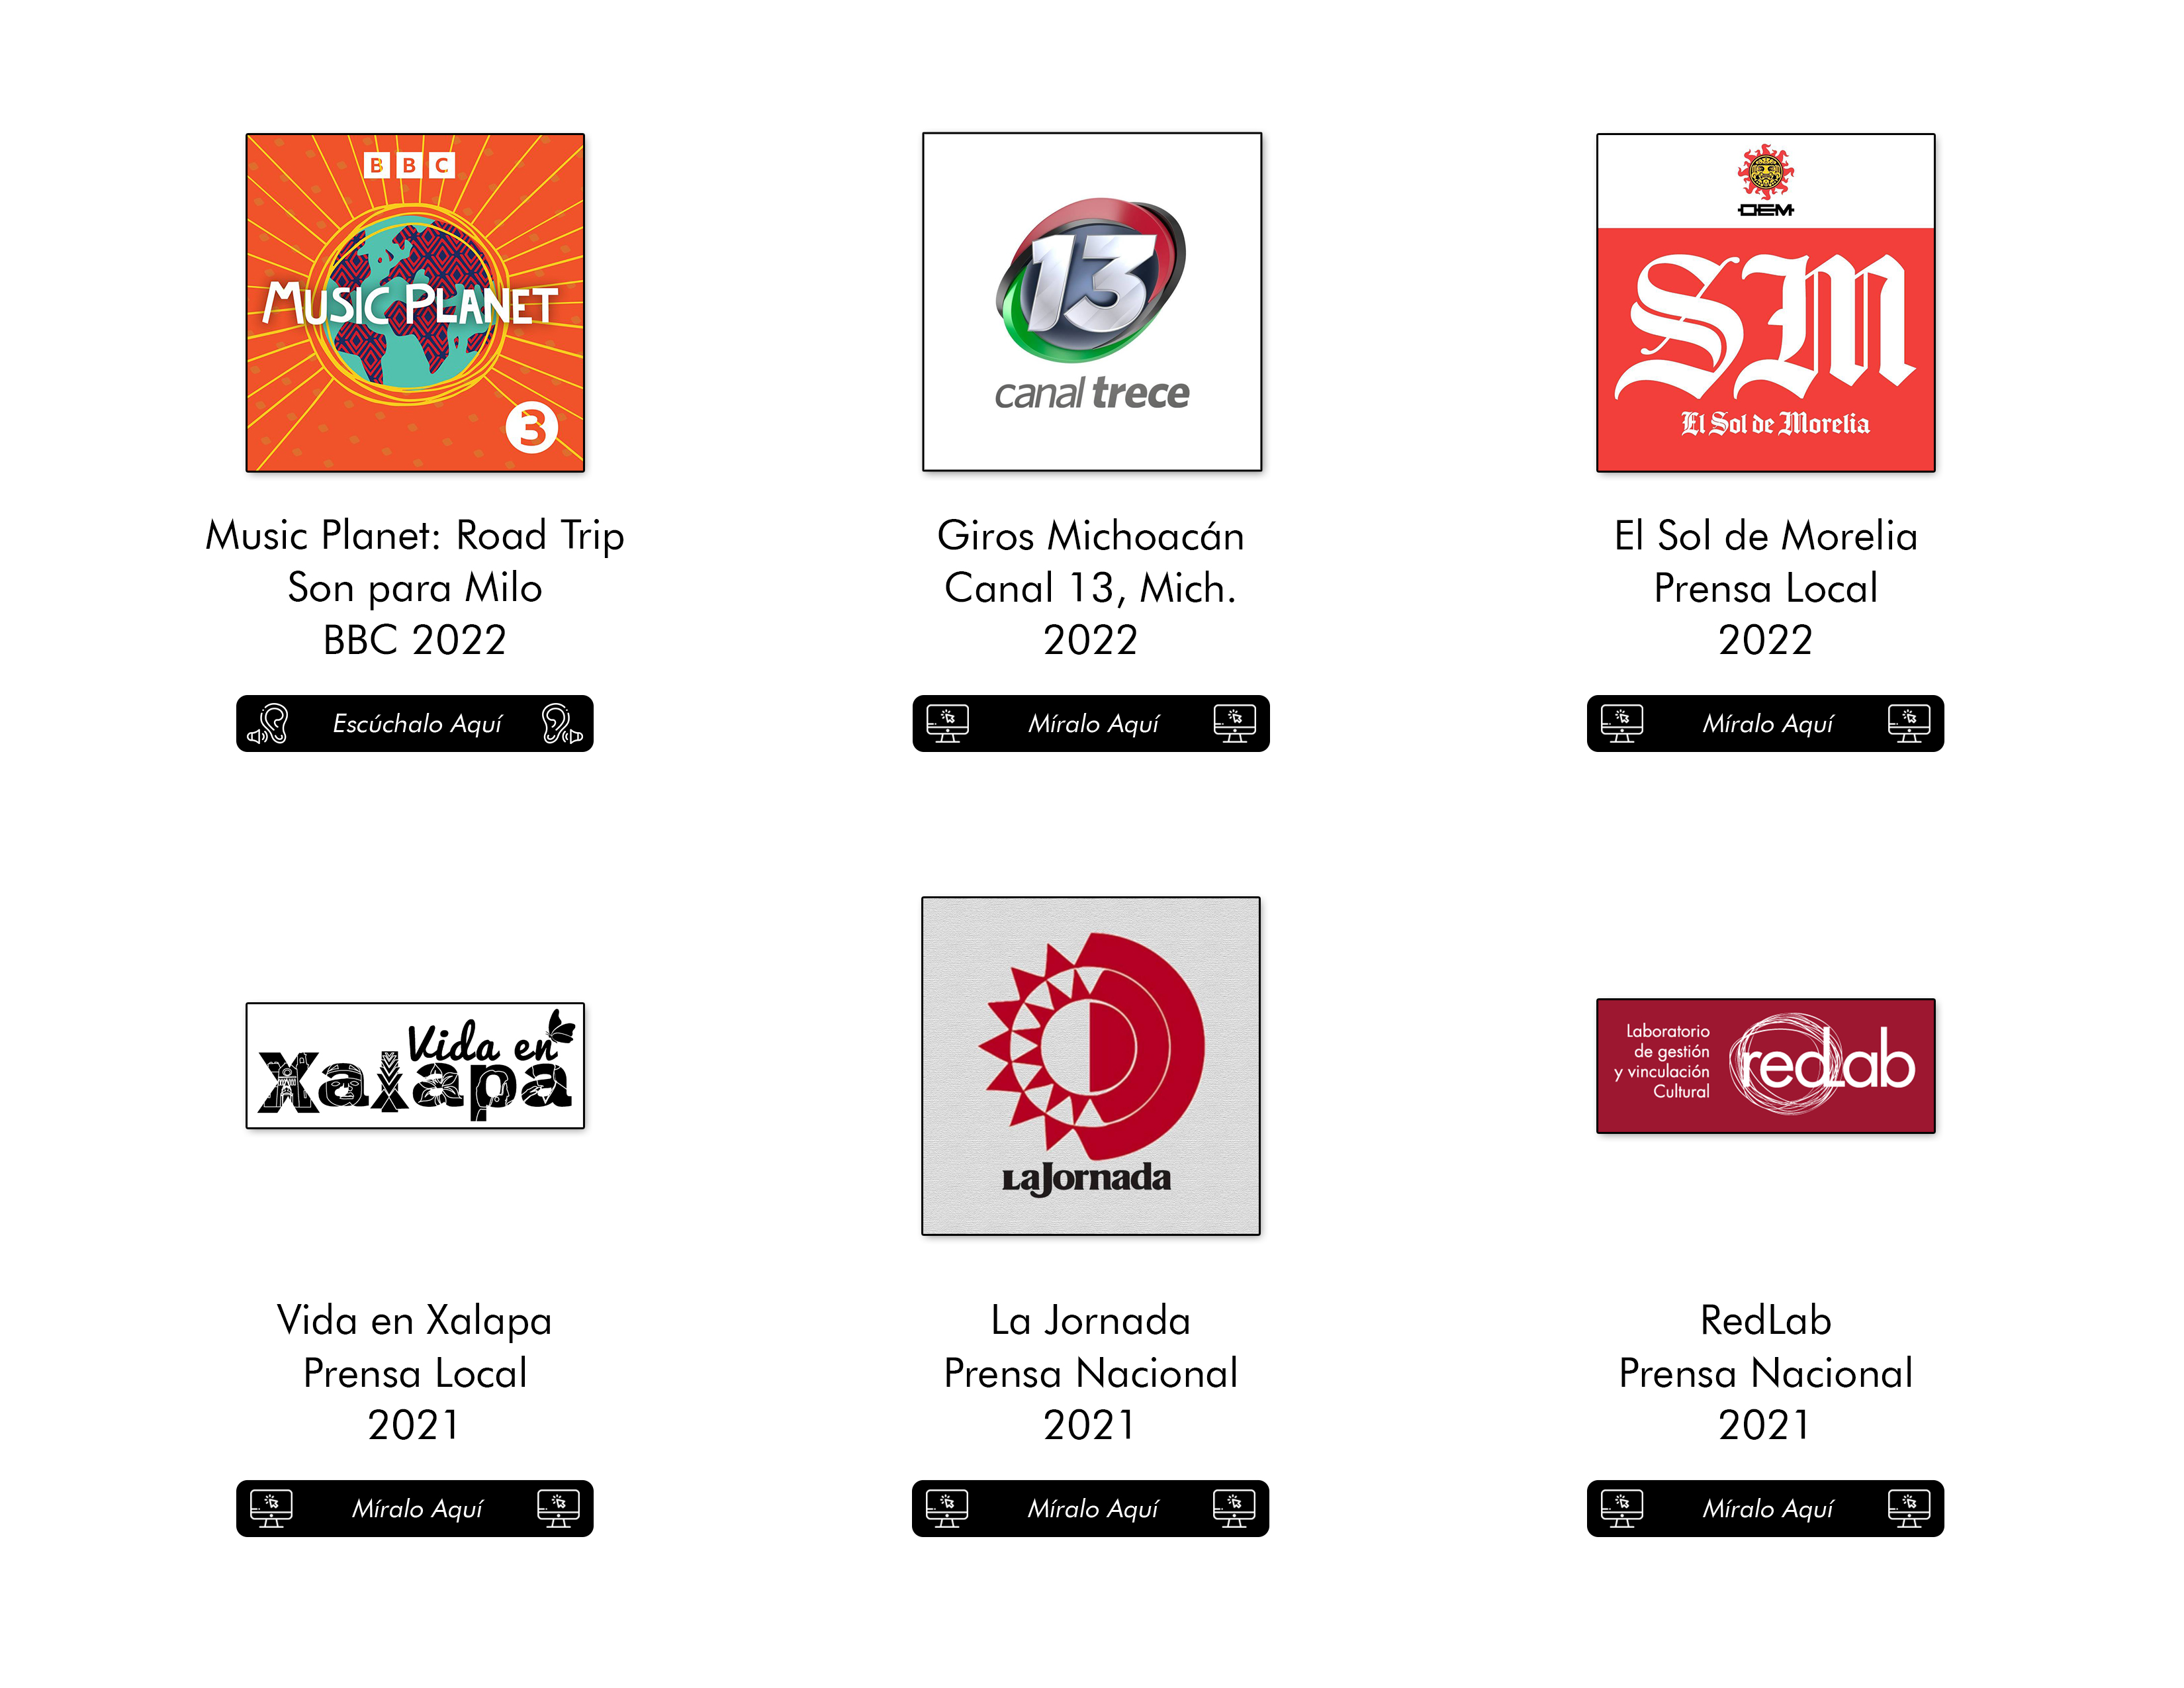 BBC
MUSIC PLANET
3
Music Planet: Road Trip
Son para Milo
BBC 2022
Escúchalo Aquí
13
canal trece
Giros Michoacán
Canal 13, Mich.
2022
Míralo Aquí
OEM
SM
El Sol de Morelia
El Sol de Morelia
Prensa Local
2022
Míralo Aquí
Vida en
Xalapa
Vida en Xalapa
Prensa Local
2021
Míralo Aquí
La Jornada
La Jornada
Prensa Nacional
2021
Míralo Aquí
Laboratorio
de gestión
y vinculación
Cultural
redLab
RedLab
Prensa Nacional
2021
Míralo Aquí